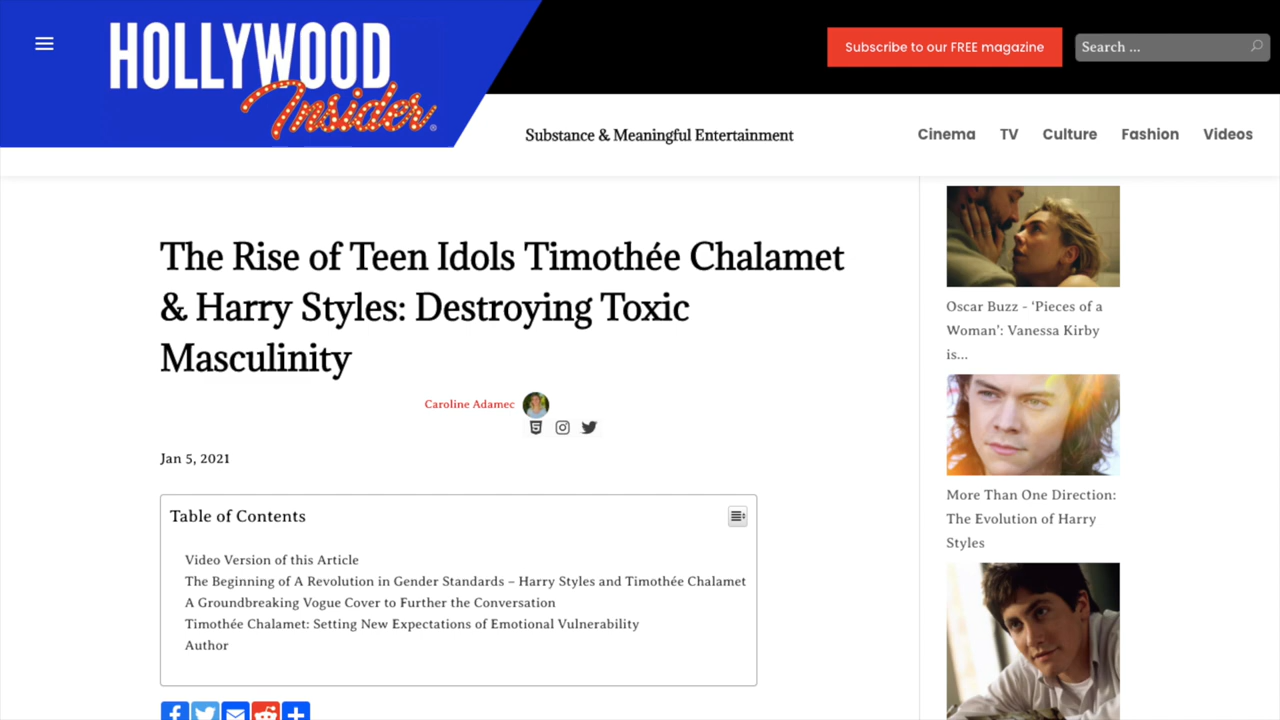 HOLLYWOOD
Insider
Subscribe to our FREE magazine
Search ...
Substance & Meaningful Entertainment
Cinema
TV
Culture
Fashion
Videos
The Rise of Teen Idols Timothée Chalamet
& Harry Styles: Destroying Toxic
Masculinity
Caroline Adamec
Jan 5, 2021
Table of Contents
Video Version of this Article
The Beginning of A Revolution in Gender Standards – Harry Styles and Timothée Chalamet
A Groundbreaking Vogue Cover to Further the Conversation
Timothée Chalamet: Setting New Expectations of Emotional Vulnerability
Author
Oscar Buzz - ‘Pieces of a
Woman’: Vanessa Kirby
is...
More Than One Direction:
The Evolution of Harry
Styles